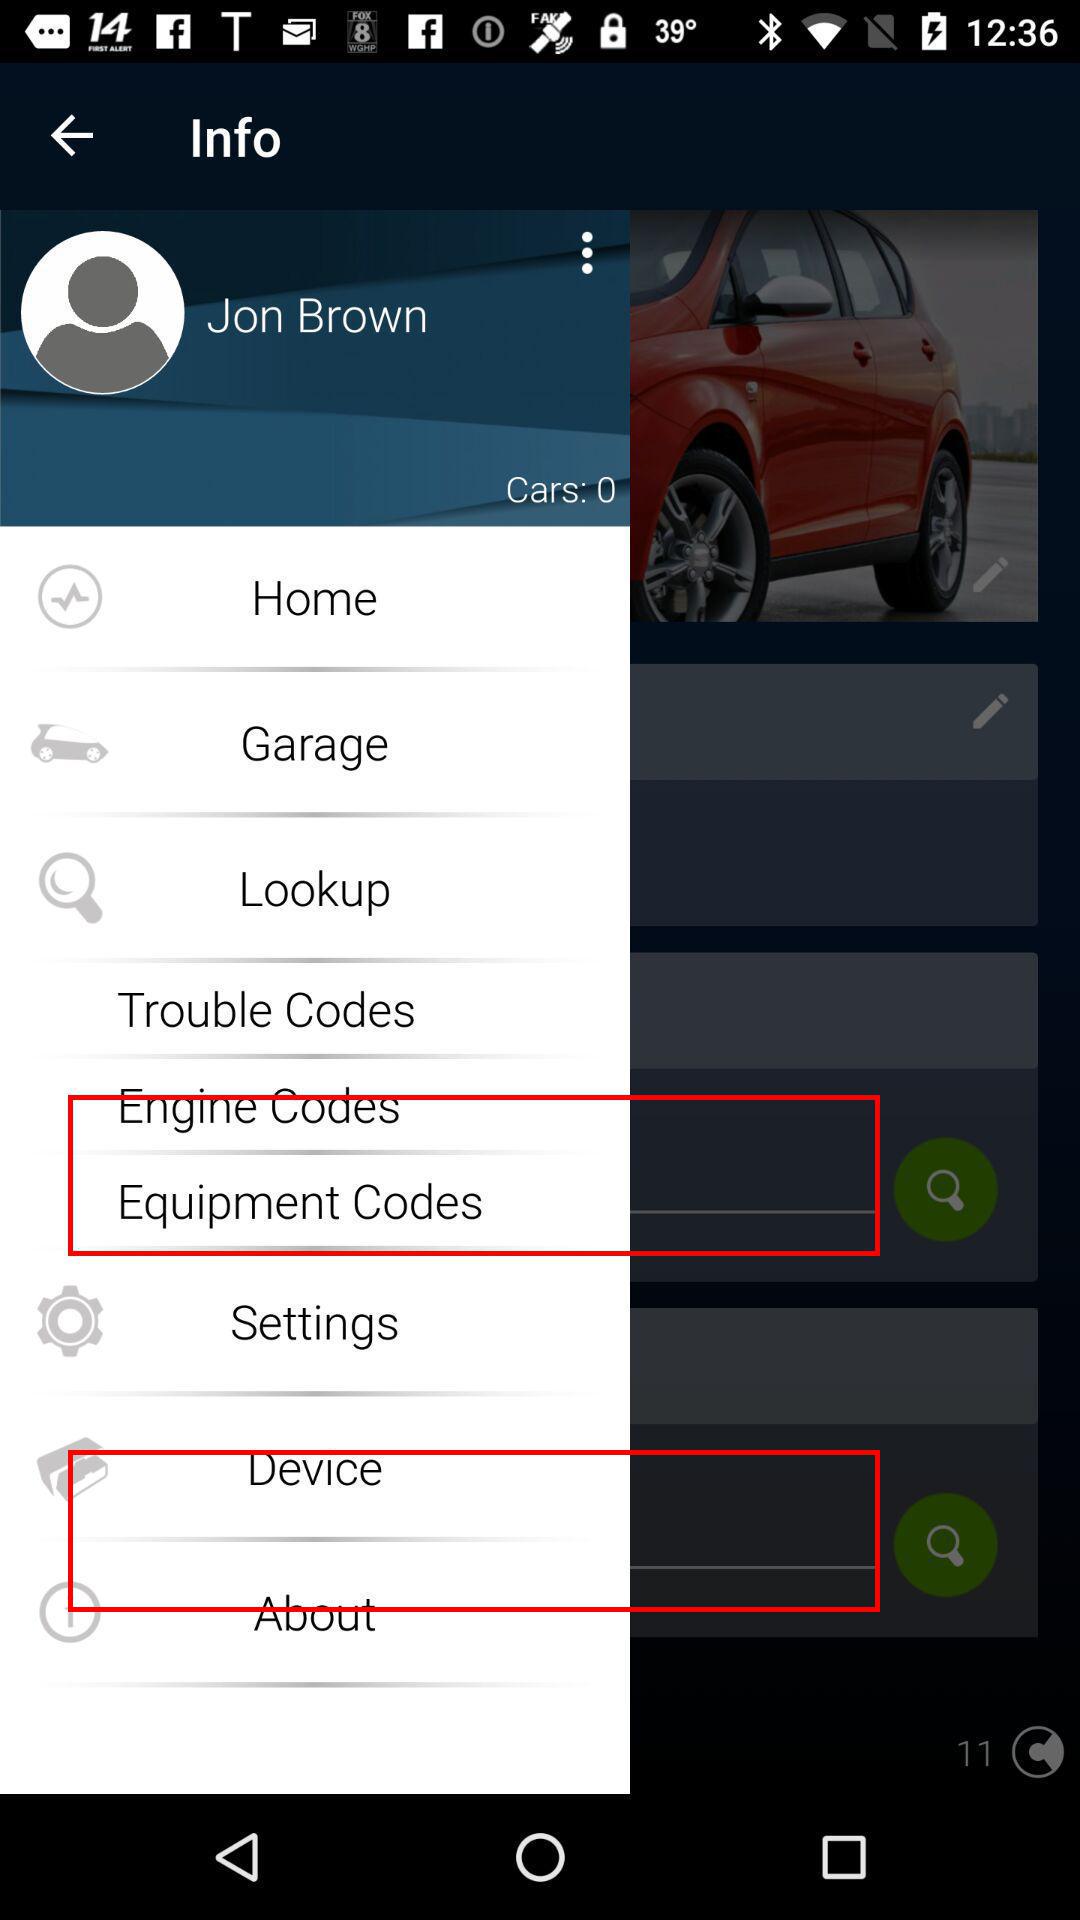 14
FIRST ALERT
FOX
8
WGHP
FAK
39°
12:36
Info
Jon Brown
Cars: 0
Home
Garage
Lookup
Trouble Codes
Engine Codes
Equipment Codes
Settings
Device
About
11